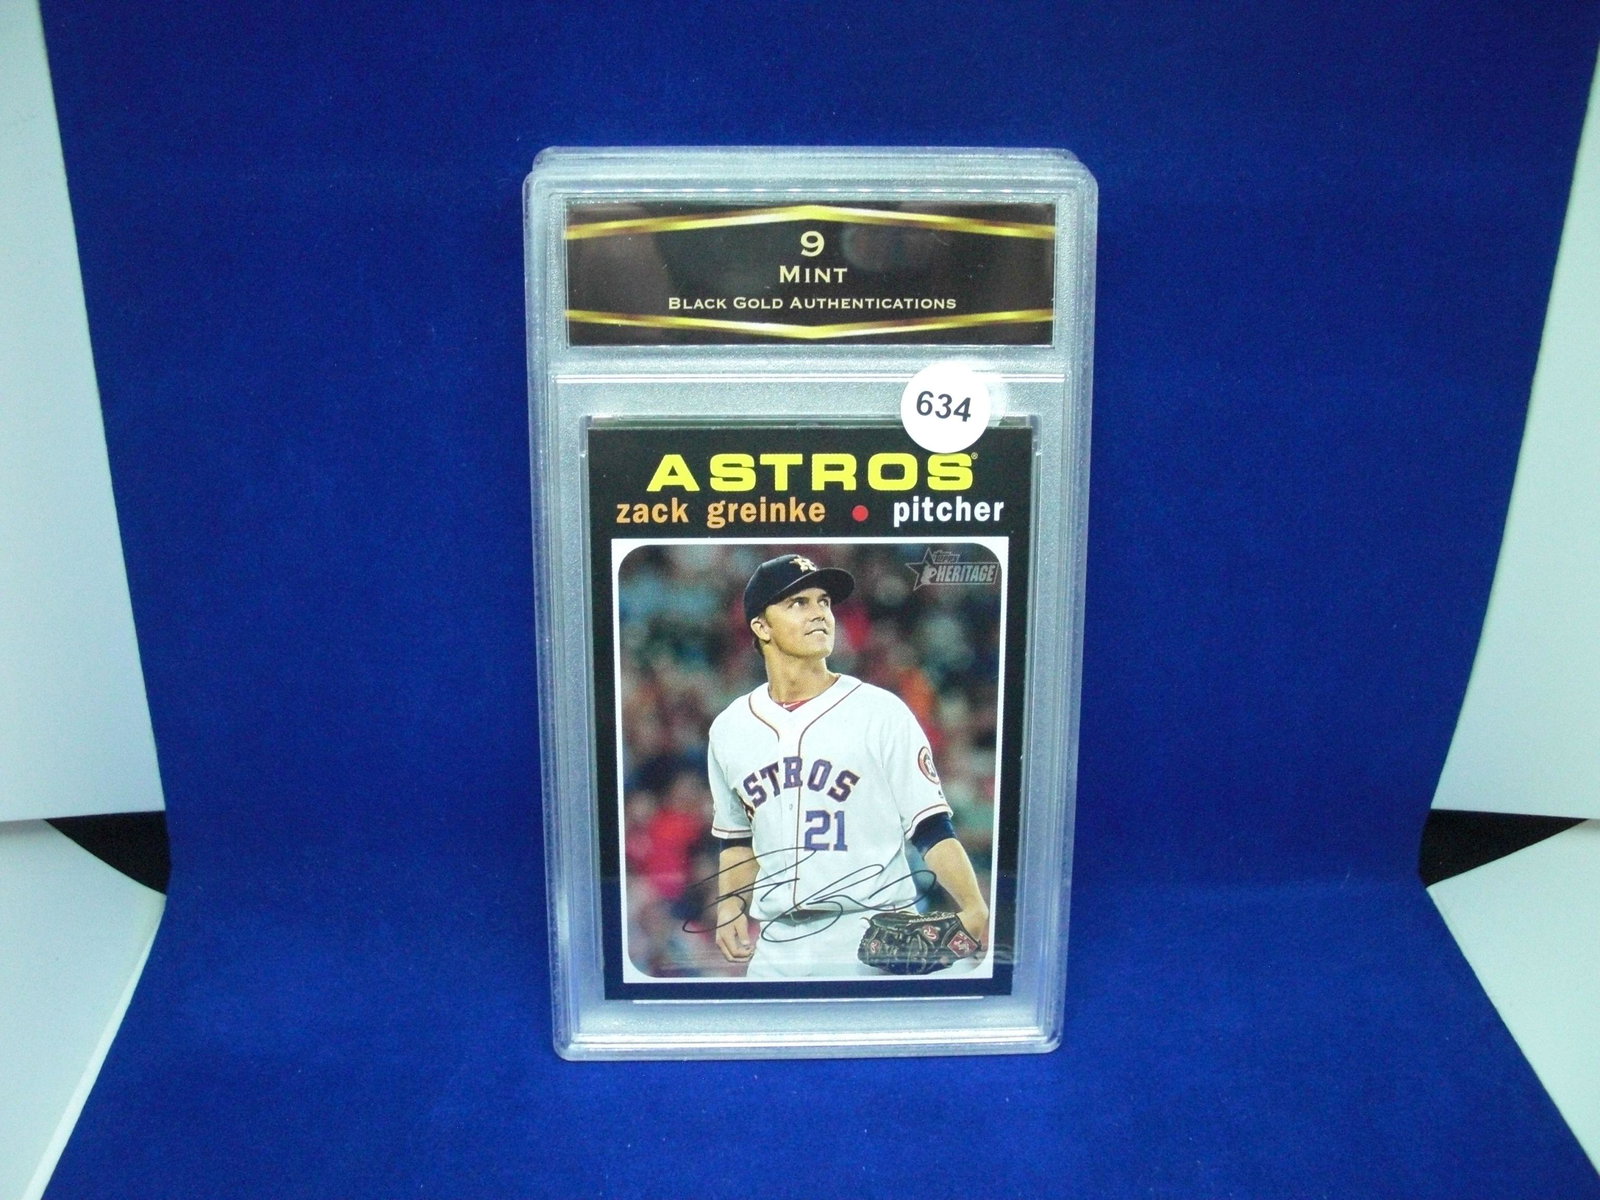 9
MINT
BLACK GOLD AUTHENTICATIONS
634
ASTROS®
zack greinke • pitcher
TOPPS
HERITAGE
ASTROS
21